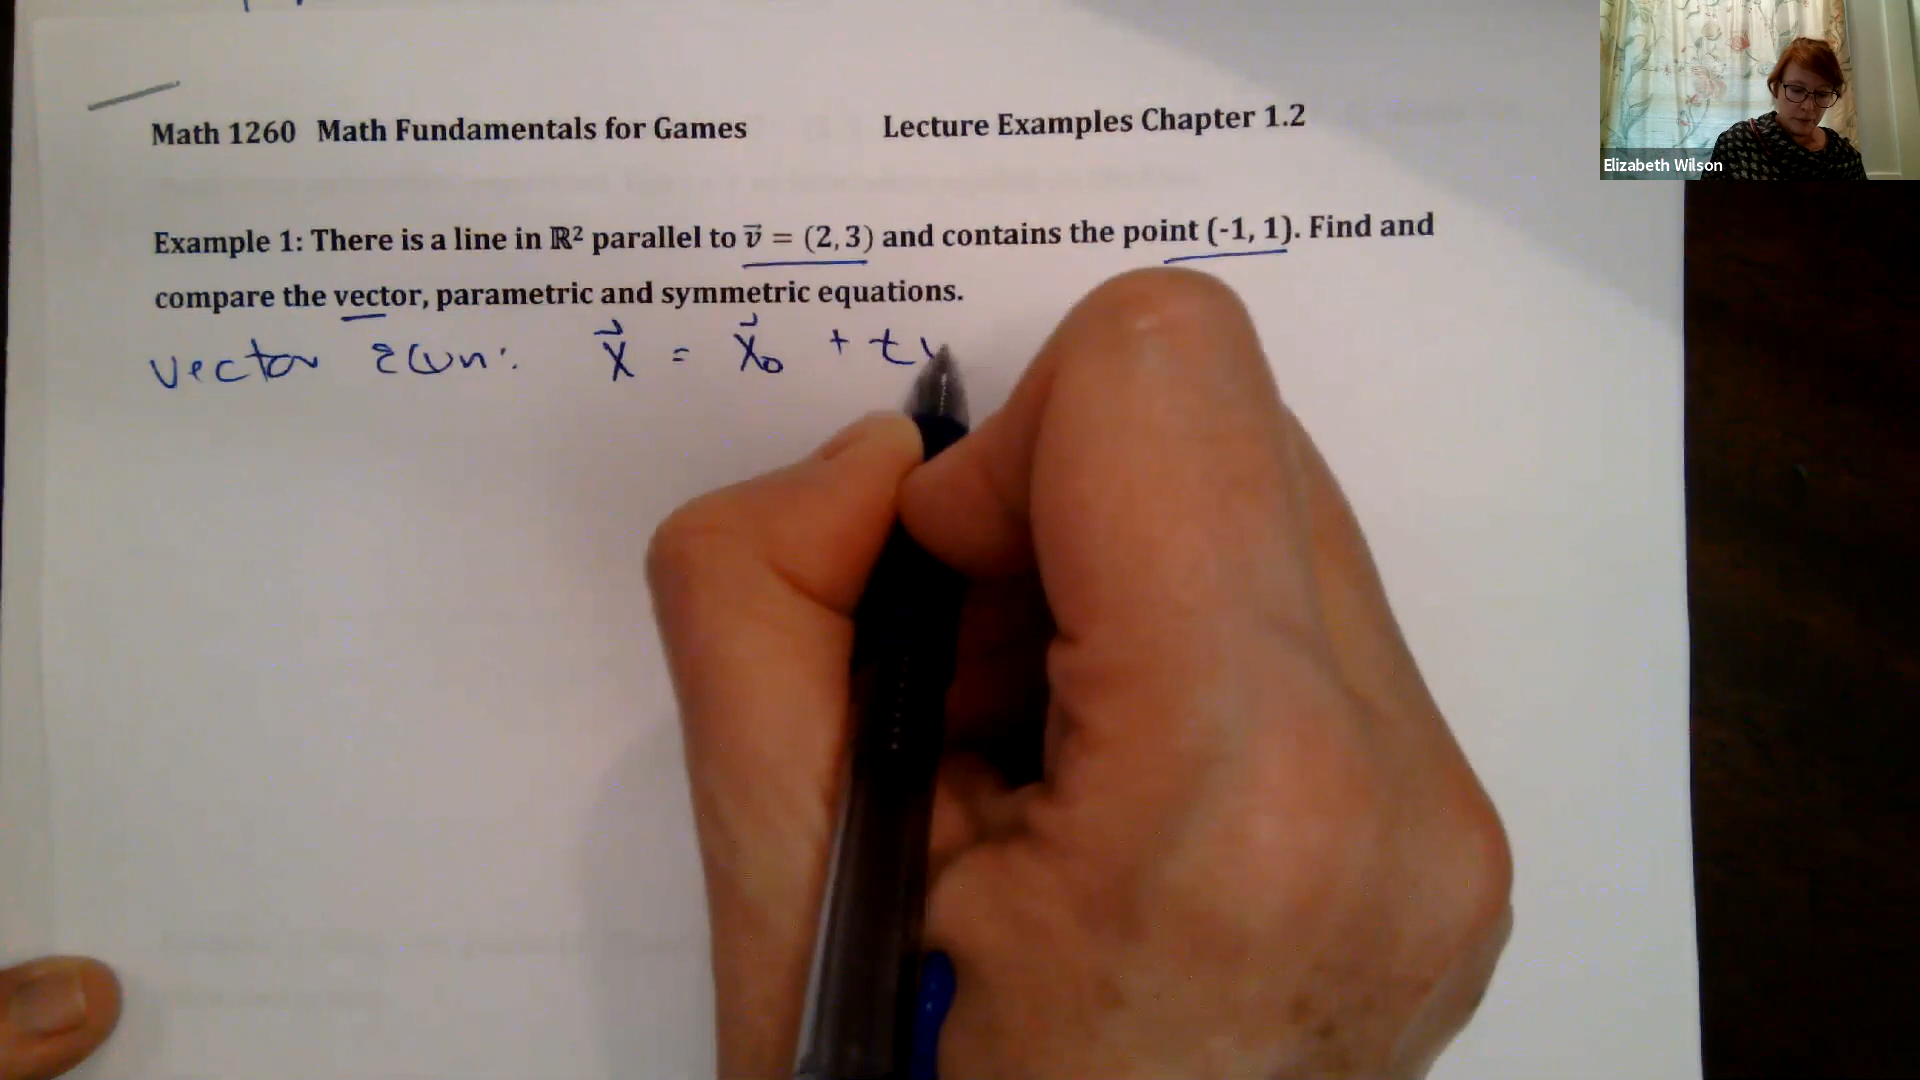 Math 1260 Math Fundamentals for Games Lecture Examples Chapter 1.2
Elizabeth Wilson
Example 1: There is a line in ℝ² parallel to v⃗ = (2, 3) and contains the point (-1, 1). Find and
compare the vector, parametric and symmetric equations.
vector eqn: x⃗ = x⃗₀ + tv